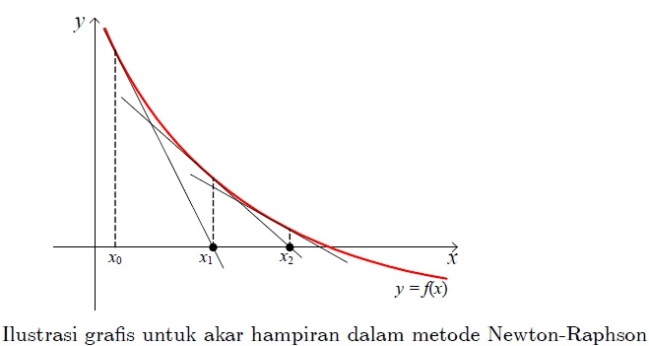 y
x₀
x₁
x₂
x
y = f(x)
Ilustrasi grafis untuk akar hampiran dalam metode Newton-Raphson